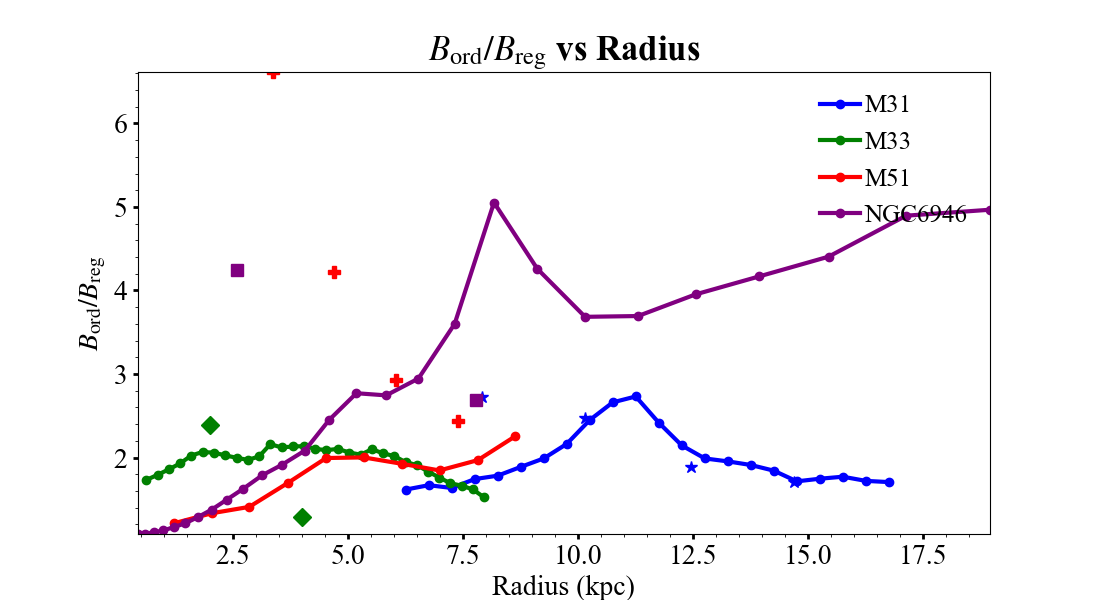 B_ord/B_reg vs Radius
M31
M33
M51
NGC6946
B_ord/B_reg
6
5
4
3
2
2.5 5.0 7.5 10.0 12.5 15.0 17.5
Radius (kpc)